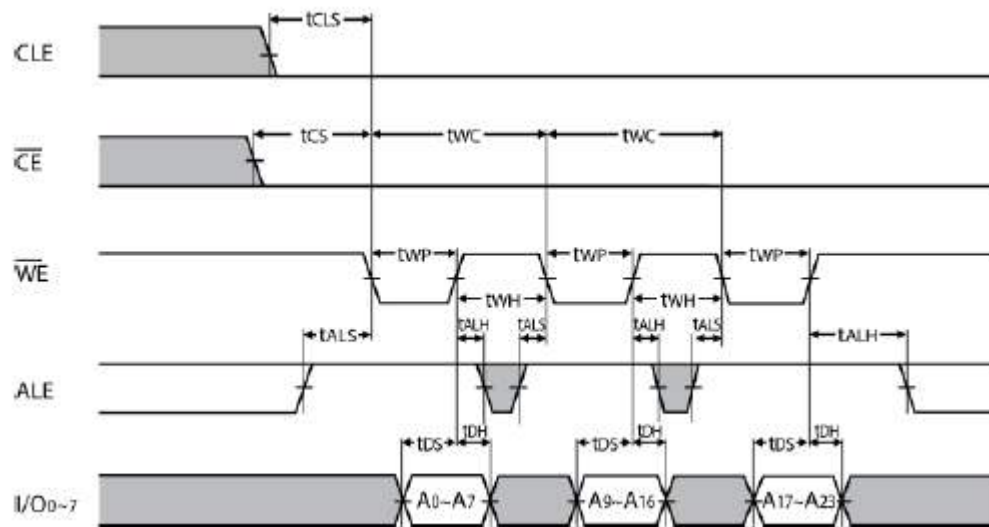 tCLS
CLE
tCS tWC tWC
CE
tWP tWP tWP
WE
tWH tWH
tALS tALH tALS tALH tALS tALH
ALE
tDS tDH tDS tDH tDS tDH
I/O0~7 A0~A7 A9~A16 A17~A23